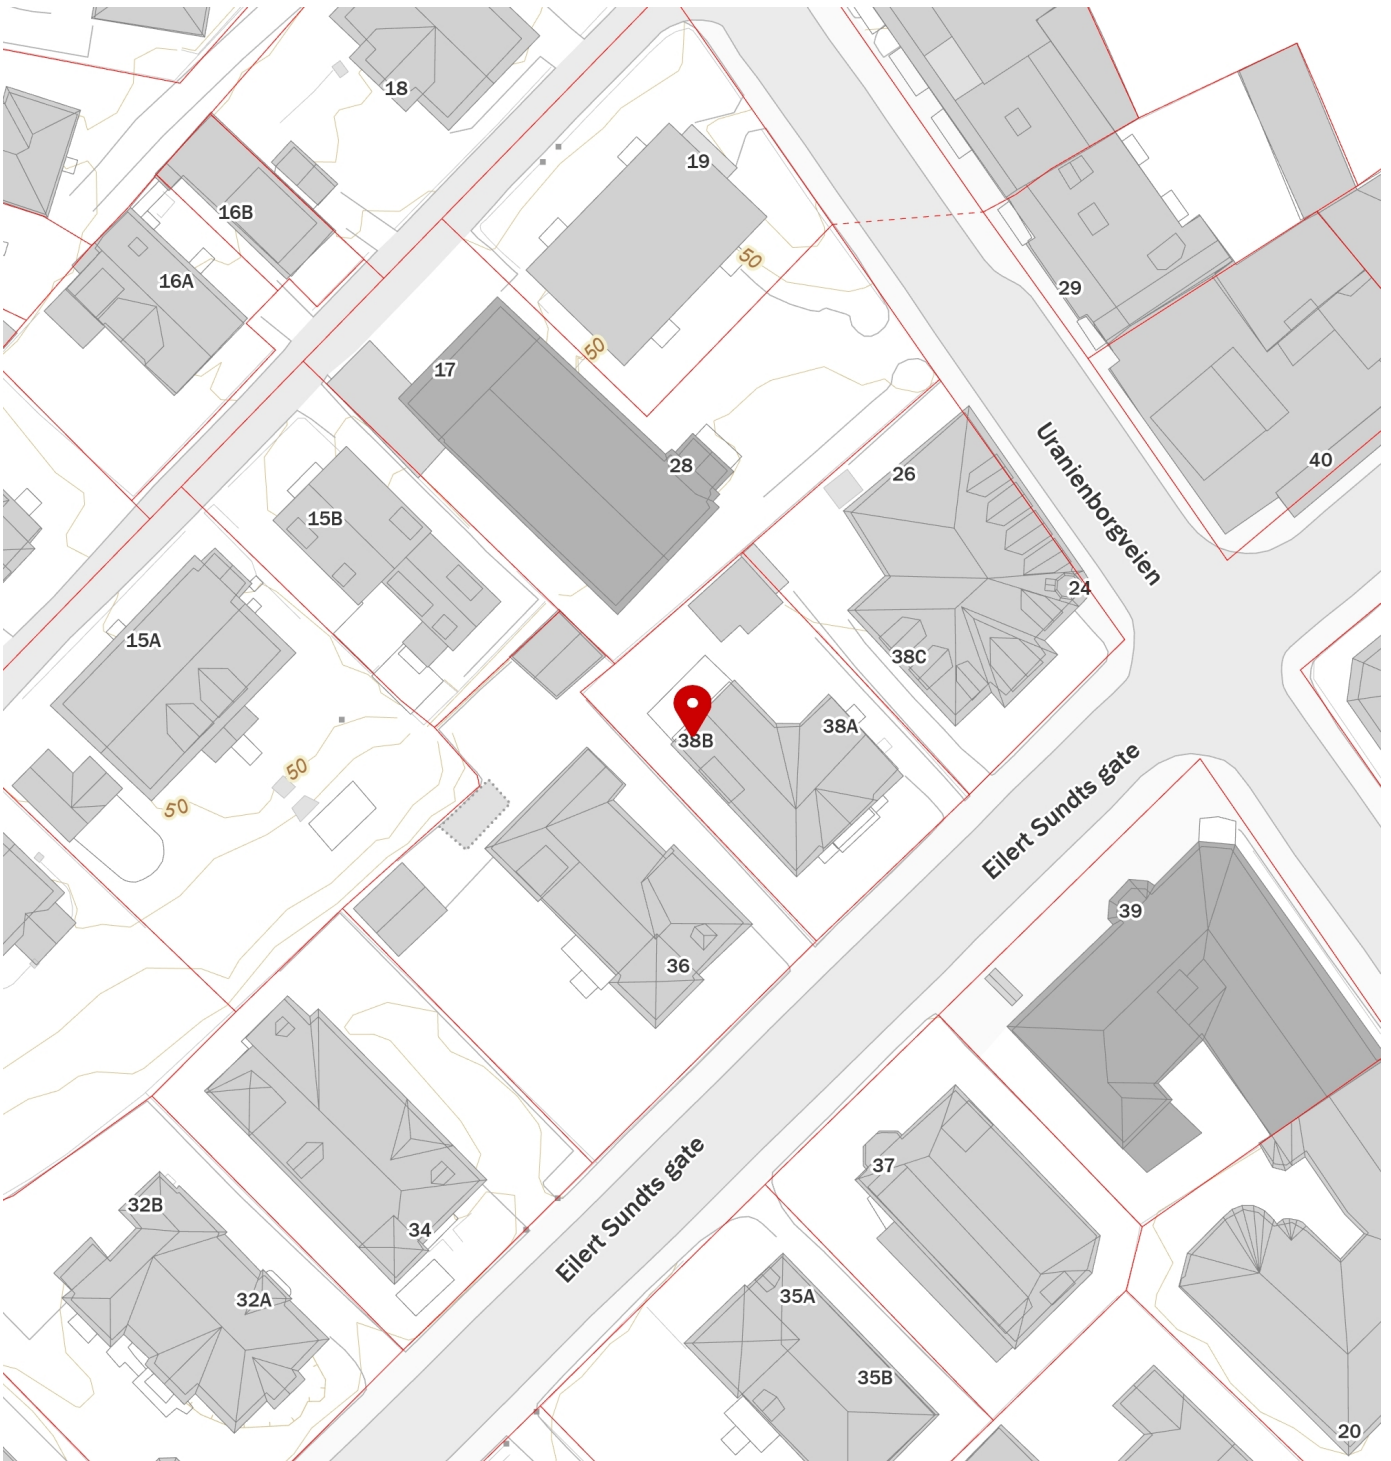 18
19
16B
16A
50
29
17
50
Uranienborgveien
40
28
26
15B
24
15A
38C
38A
38B
Eilert Sundts gate
50
50
39
36
37
32B
34
Eilert Sundts gate
32A
35A
35B
20